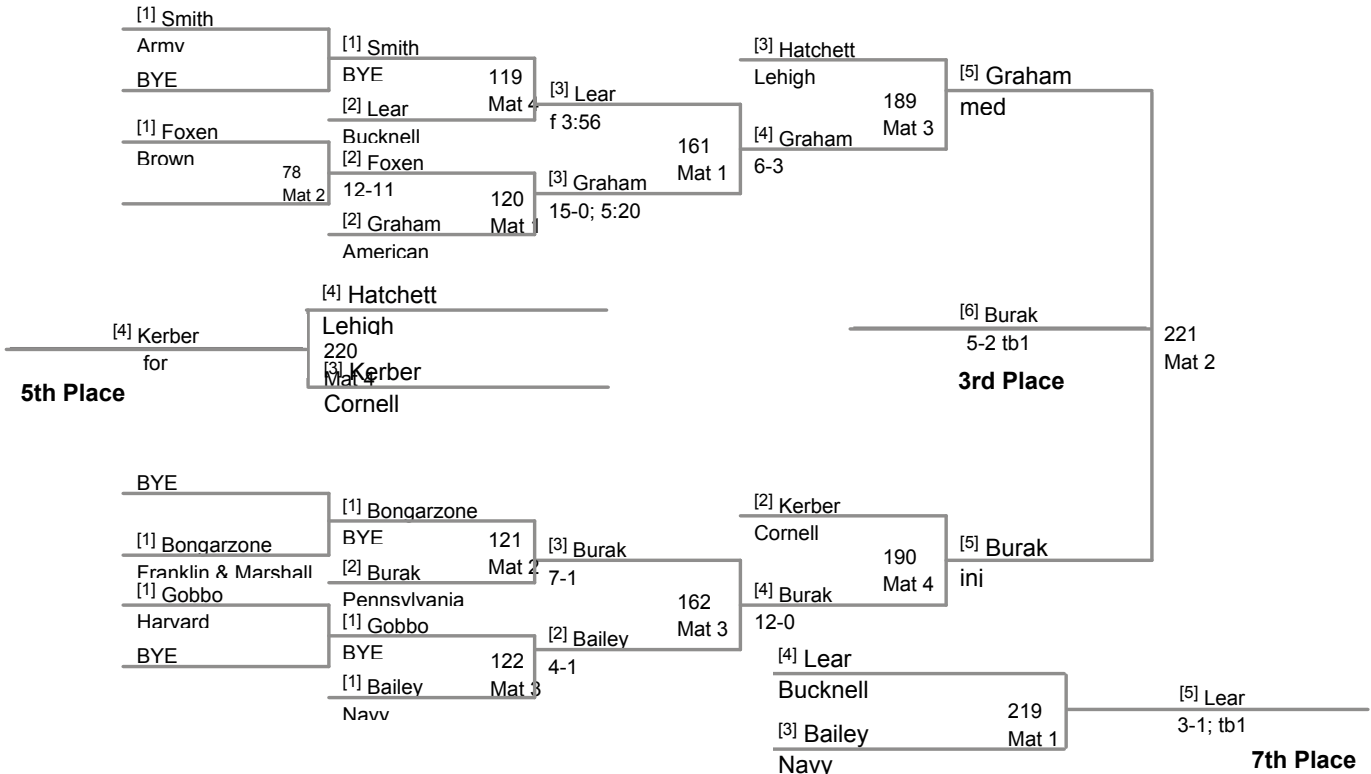 [1] Smith
Army
BYE
[1] Foxen
Brown
78
Mat 2
[1] Smith
BYE
119
Mat 4
[2] Lear
Bucknell
[2] Foxen
12-11
120
Mat 1
[2] Graham
American
[3] Lear
f 3:56
161
Mat 1
[3] Graham
15-0; 5:20
[3] Hatchett
Lehigh
189
Mat 3
[4] Graham
6-3
[5] Graham
med
[4] Hatchett
Lehigh
220
Mat 4
[3] Kerber
Cornell
[4] Kerber
for
5th Place
[6] Burak
5-2 tb1
3rd Place
221
Mat 2
BYE
[1] Bongarzone
Franklin & Marshall
[1] Gobbo
Harvard
BYE
[1] Bongarzone
BYE
121
Mat 2
[2] Burak
Pennsylvania
[1] Gobbo
BYE
122
Mat 3
[1] Bailey
Navy
[3] Burak
7-1
162
Mat 3
[2] Bailey
4-1
[2] Kerber
Cornell
190
Mat 4
[4] Burak
12-0
[5] Burak
ini
[4] Lear
Bucknell
219
Mat 1
[3] Bailey
Navy
[5] Lear
3-1; tb1
7th Place